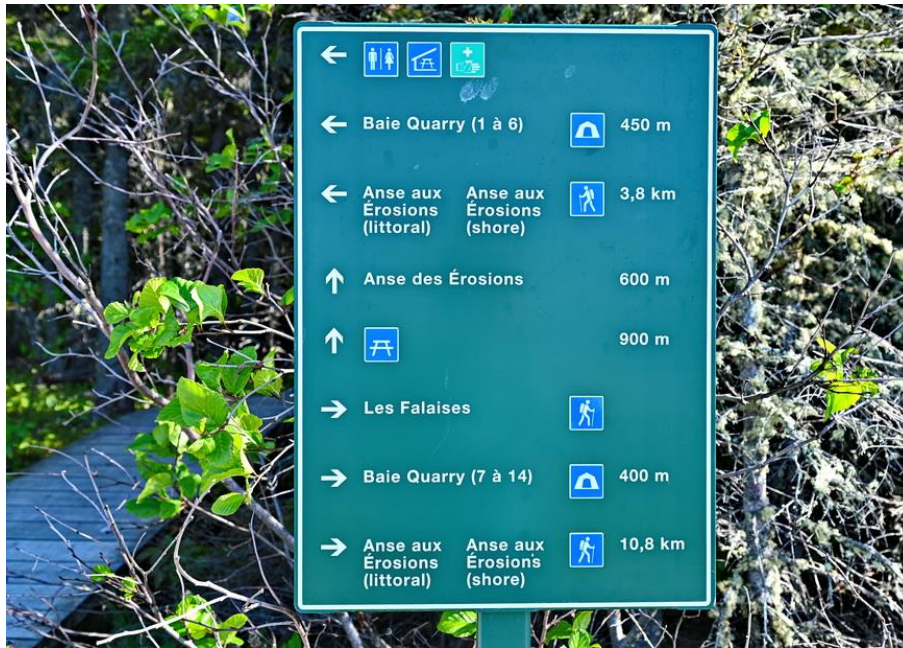 Baie Quarry (1 à 6) 450 m
Anse aux Anse aux 3,8 km
Érosions Érosions
(littoral) (shore)
Anse des Érosions 600 m
900 m
Les Falaises
Baie Quarry (7 à 14) 400 m
Anse aux Anse aux 10,8 km
Érosions Érosions
(littoral) (shore)